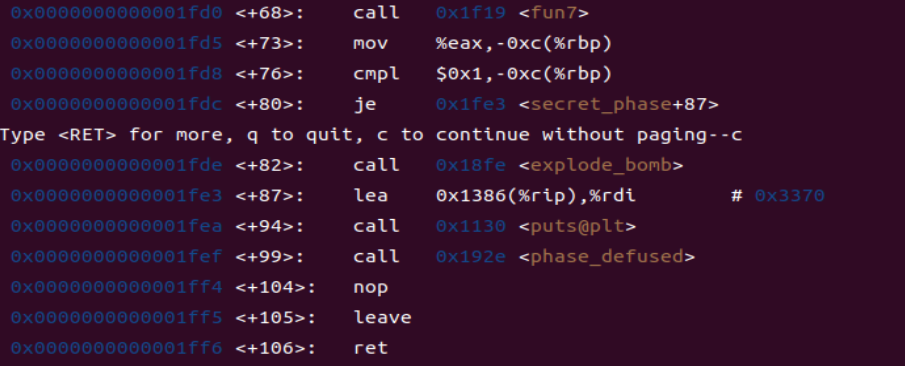 0x0000000000001fd0 <+68>: call 0x1f19 <fun7>
0x0000000000001fd5 <+73>: mov %eax,-0xc(%rbp)
0x0000000000001fd8 <+76>: cmpl $0x1,-0xc(%rbp)
0x0000000000001fdc <+80>: je 0x1fe3 <secret_phase+87>
Type <RET> for more, q to quit, c to continue without paging--c
0x0000000000001fde <+82>: call 0x18fe <explode_bomb>
0x0000000000001fe3 <+87>: lea 0x1386(%rip),%rdi # 0x3370
0x0000000000001fea <+94>: call 0x1130 <puts@plt>
0x0000000000001fef <+99>: call 0x192e <phase_defused>
0x0000000000001ff4 <+104>: nop
0x0000000000001ff5 <+105>: leave
0x0000000000001ff6 <+106>: ret